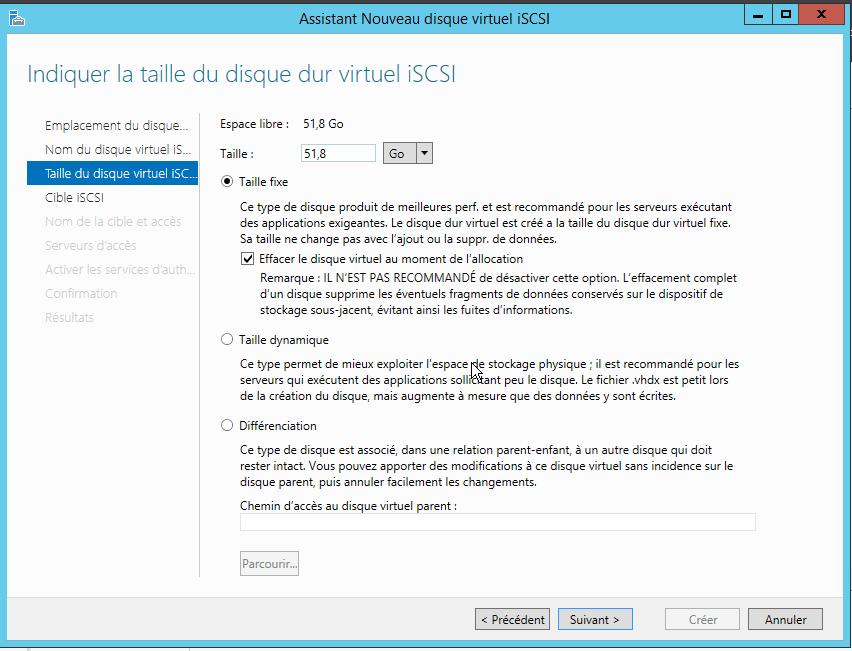 Assistant Nouveau disque virtuel iSCSI
Indiquer la taille du disque dur virtuel iSCSI
Emplacement du disque...
Nom du disque virtuel iS...
Taille du disque virtuel iSC...
Cible iSCSI
Nom de la cible et accès
Serveurs d'accès
Activer les services d'auth...
Confirmation
Résultats
Espace libre : 51,8 Go
Taille : 51,8 Go
Taille fixe
Ce type de disque produit de meilleures perf. et est recommandé pour les serveurs exécutant
des applications exigeantes. Le disque dur virtuel est créé a la taille du disque dur virtuel fixe.
Sa taille ne change pas avec l'ajout ou la suppr. de données.
Effacer le disque virtuel au moment de l'allocation
Remarque : IL N'EST PAS RECOMMANDÉ de désactiver cette option. L'effacement complet
d'un disque supprime les éventuels fragments de données conservés sur le dispositif de
stockage sous-jacent, évitant ainsi les fuites d'informations.
Taille dynamique
Ce type permet de mieux exploiter l'espace de stockage physique ; il est recommandé pour les
serveurs qui exécutent des applications sollicitant peu le disque. Le fichier .vhdx est petit lors
de la création du disque, mais augmente à mesure que des données y sont écrites.
Différenciation
Ce type de disque est associé, dans une relation parent-enfant, à un autre disque qui doit
rester intact. Vous pouvez apporter des modifications à ce disque virtuel sans incidence sur le
disque parent, puis annuler facilement les changements.
Chemin d'accès au disque virtuel parent :
Parcourir...
< Précédent
Suivant >
Créer
Annuler